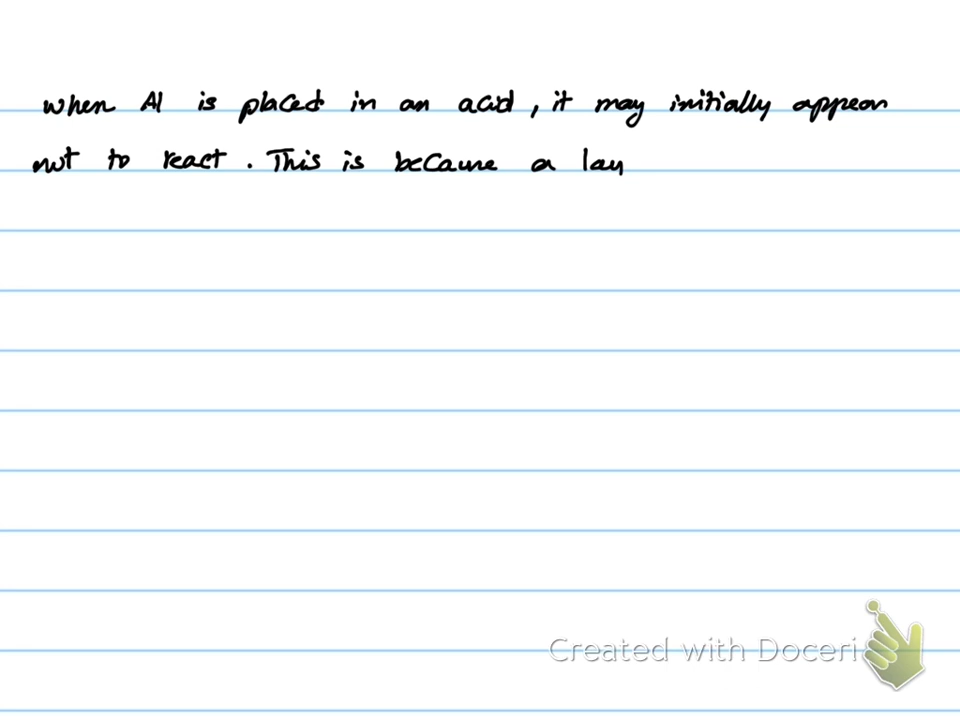 when Al is placed in an acid, it may initially appear
not to react. This is because a lay
Created with Doceri